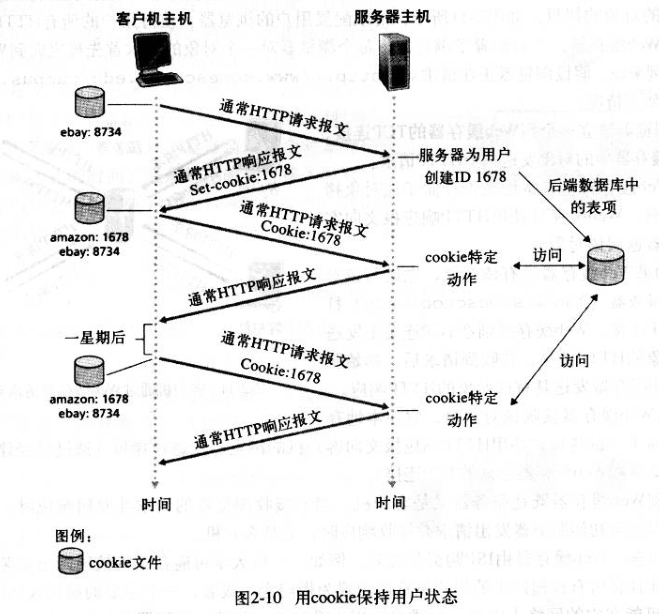 客户机主机
服务器主机
ebay: 8734
通常HTTP请求报文
通常HTTP响应报文
Set-cookie:1678
服务器为用户
创建ID 1678
后端数据库中
的表项
amazon: 1678
ebay: 8734
通常HTTP请求报文
Cookie:1678
cookie特定
动作
访问
通常HTTP响应报文
一星期后
通常HTTP请求报文
Cookie:1678
访问
amazon: 1678
ebay: 8734
cookie特定
动作
通常HTTP响应报文
时间
时间
图例：
cookie文件
图2-10 用cookie保持用户状态